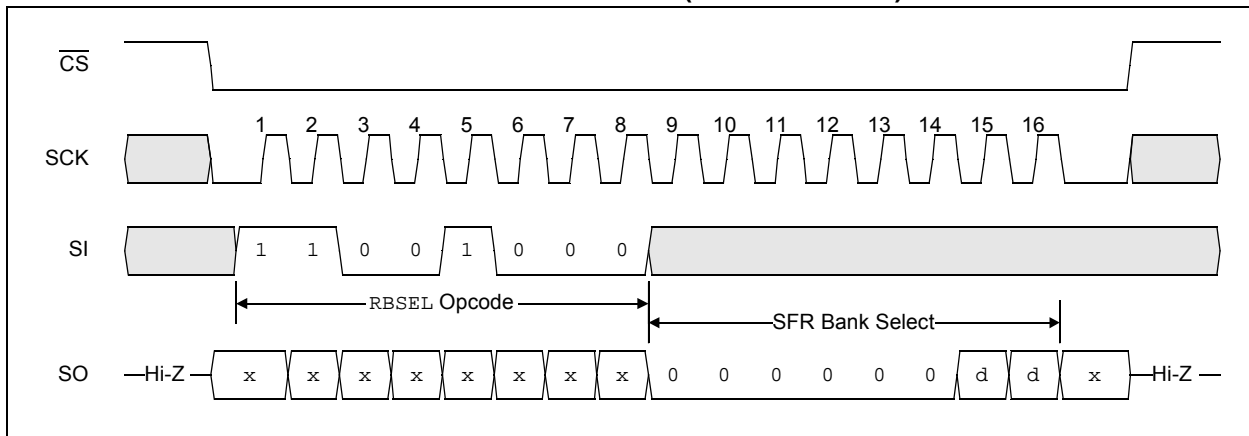 CS
1 2 3 4 5 6 7 8 9 10 11 12 13 14 15 16
SCK
SI 1 1 0 0 1 0 0 0
RBSEL Opcode
SFR Bank Select
SO Hi-Z x x x x x x x x 0 0 0 0 0 0 d d x Hi-Z